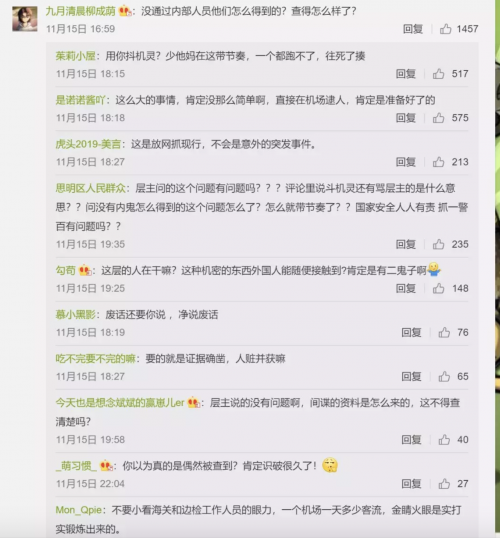 九月清晨柳成荫：没通过内部人员他们怎么得到的？查得怎么样了？
11月15日 16:59 回复 1457
茱莉小屋：用你抖机灵？少他妈在这带节奏，一个都跑不了，往死了揍
11月15日 18:15 回复 517
是诺诺酱吖：这么大的事情，肯定没那么简单啊，直接在机场逮人，肯定是准备好了的
11月15日 18:18 回复 575
虎头2019-美言：这是放网抓现行，不会是意外的突发事件。
11月15日 18:27 回复 213
思明区人民群众：层主问的这个问题有问题吗？？？评论里说斗机灵还有骂层主的是什么意
思？？问没有内鬼怎么得到的这个问题怎么了？怎么就带节奏了？？国家安全人人有责 抓一警
百有问题吗？？
11月15日 19:35 回复 235
勾苟：这层的人在干嘛？这种机密的东西外国人能随便接触到?肯定是有二鬼子啊
11月15日 19:25 回复 148
慕小黑影：废话还要你说，净说废话
11月15日 18:19 回复 76
吃不完要不完的嘛：要的就是证据确凿，人赃并获嘛
11月15日 18:27 回复 65
今天也是想念斌斌的赢崽儿er：层主说的没有问题啊，间谍的资料是怎么来的，这不得查
清楚吗？
11月15日 19:58 回复 40
_萌习惯_：你以为真的是偶然被查到？肯定识破很久了！
11月15日 22:04 回复 27
Mon_Qpie：不要小看海关和边检工作人员的眼力，一个机场一天多少客流，金睛火眼是实打
实锻炼出来的。